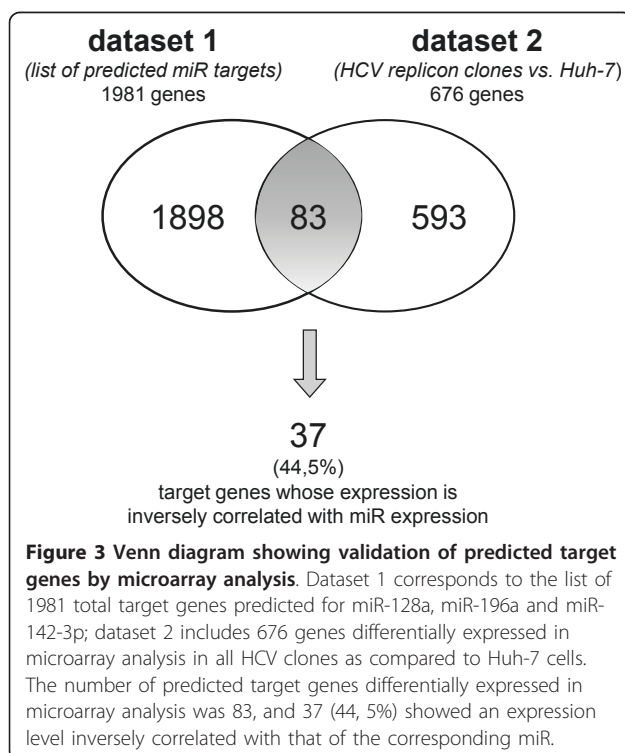 dataset 1
(list of predicted miR targets)
1981 genes
dataset 2
(HCV replicon clones vs. Huh-7)
676 genes
1898
83
593
37
(44,5%)
target genes whose expression is
inversely correlated with miR expression
Figure 3 Venn diagram showing validation of predicted target
genes by microarray analysis. Dataset 1 corresponds to the list of
1981 total target genes predicted for miR-128a, miR-196a and miR-
142-3p; dataset 2 includes 676 genes differentially expressed in
microarray analysis in all HCV clones as compared to Huh-7 cells.
The number of predicted target genes differentially expressed in
microarray analysis was 83, and 37 (44, 5%) showed an expression
level inversely correlated with that of the corresponding miR.